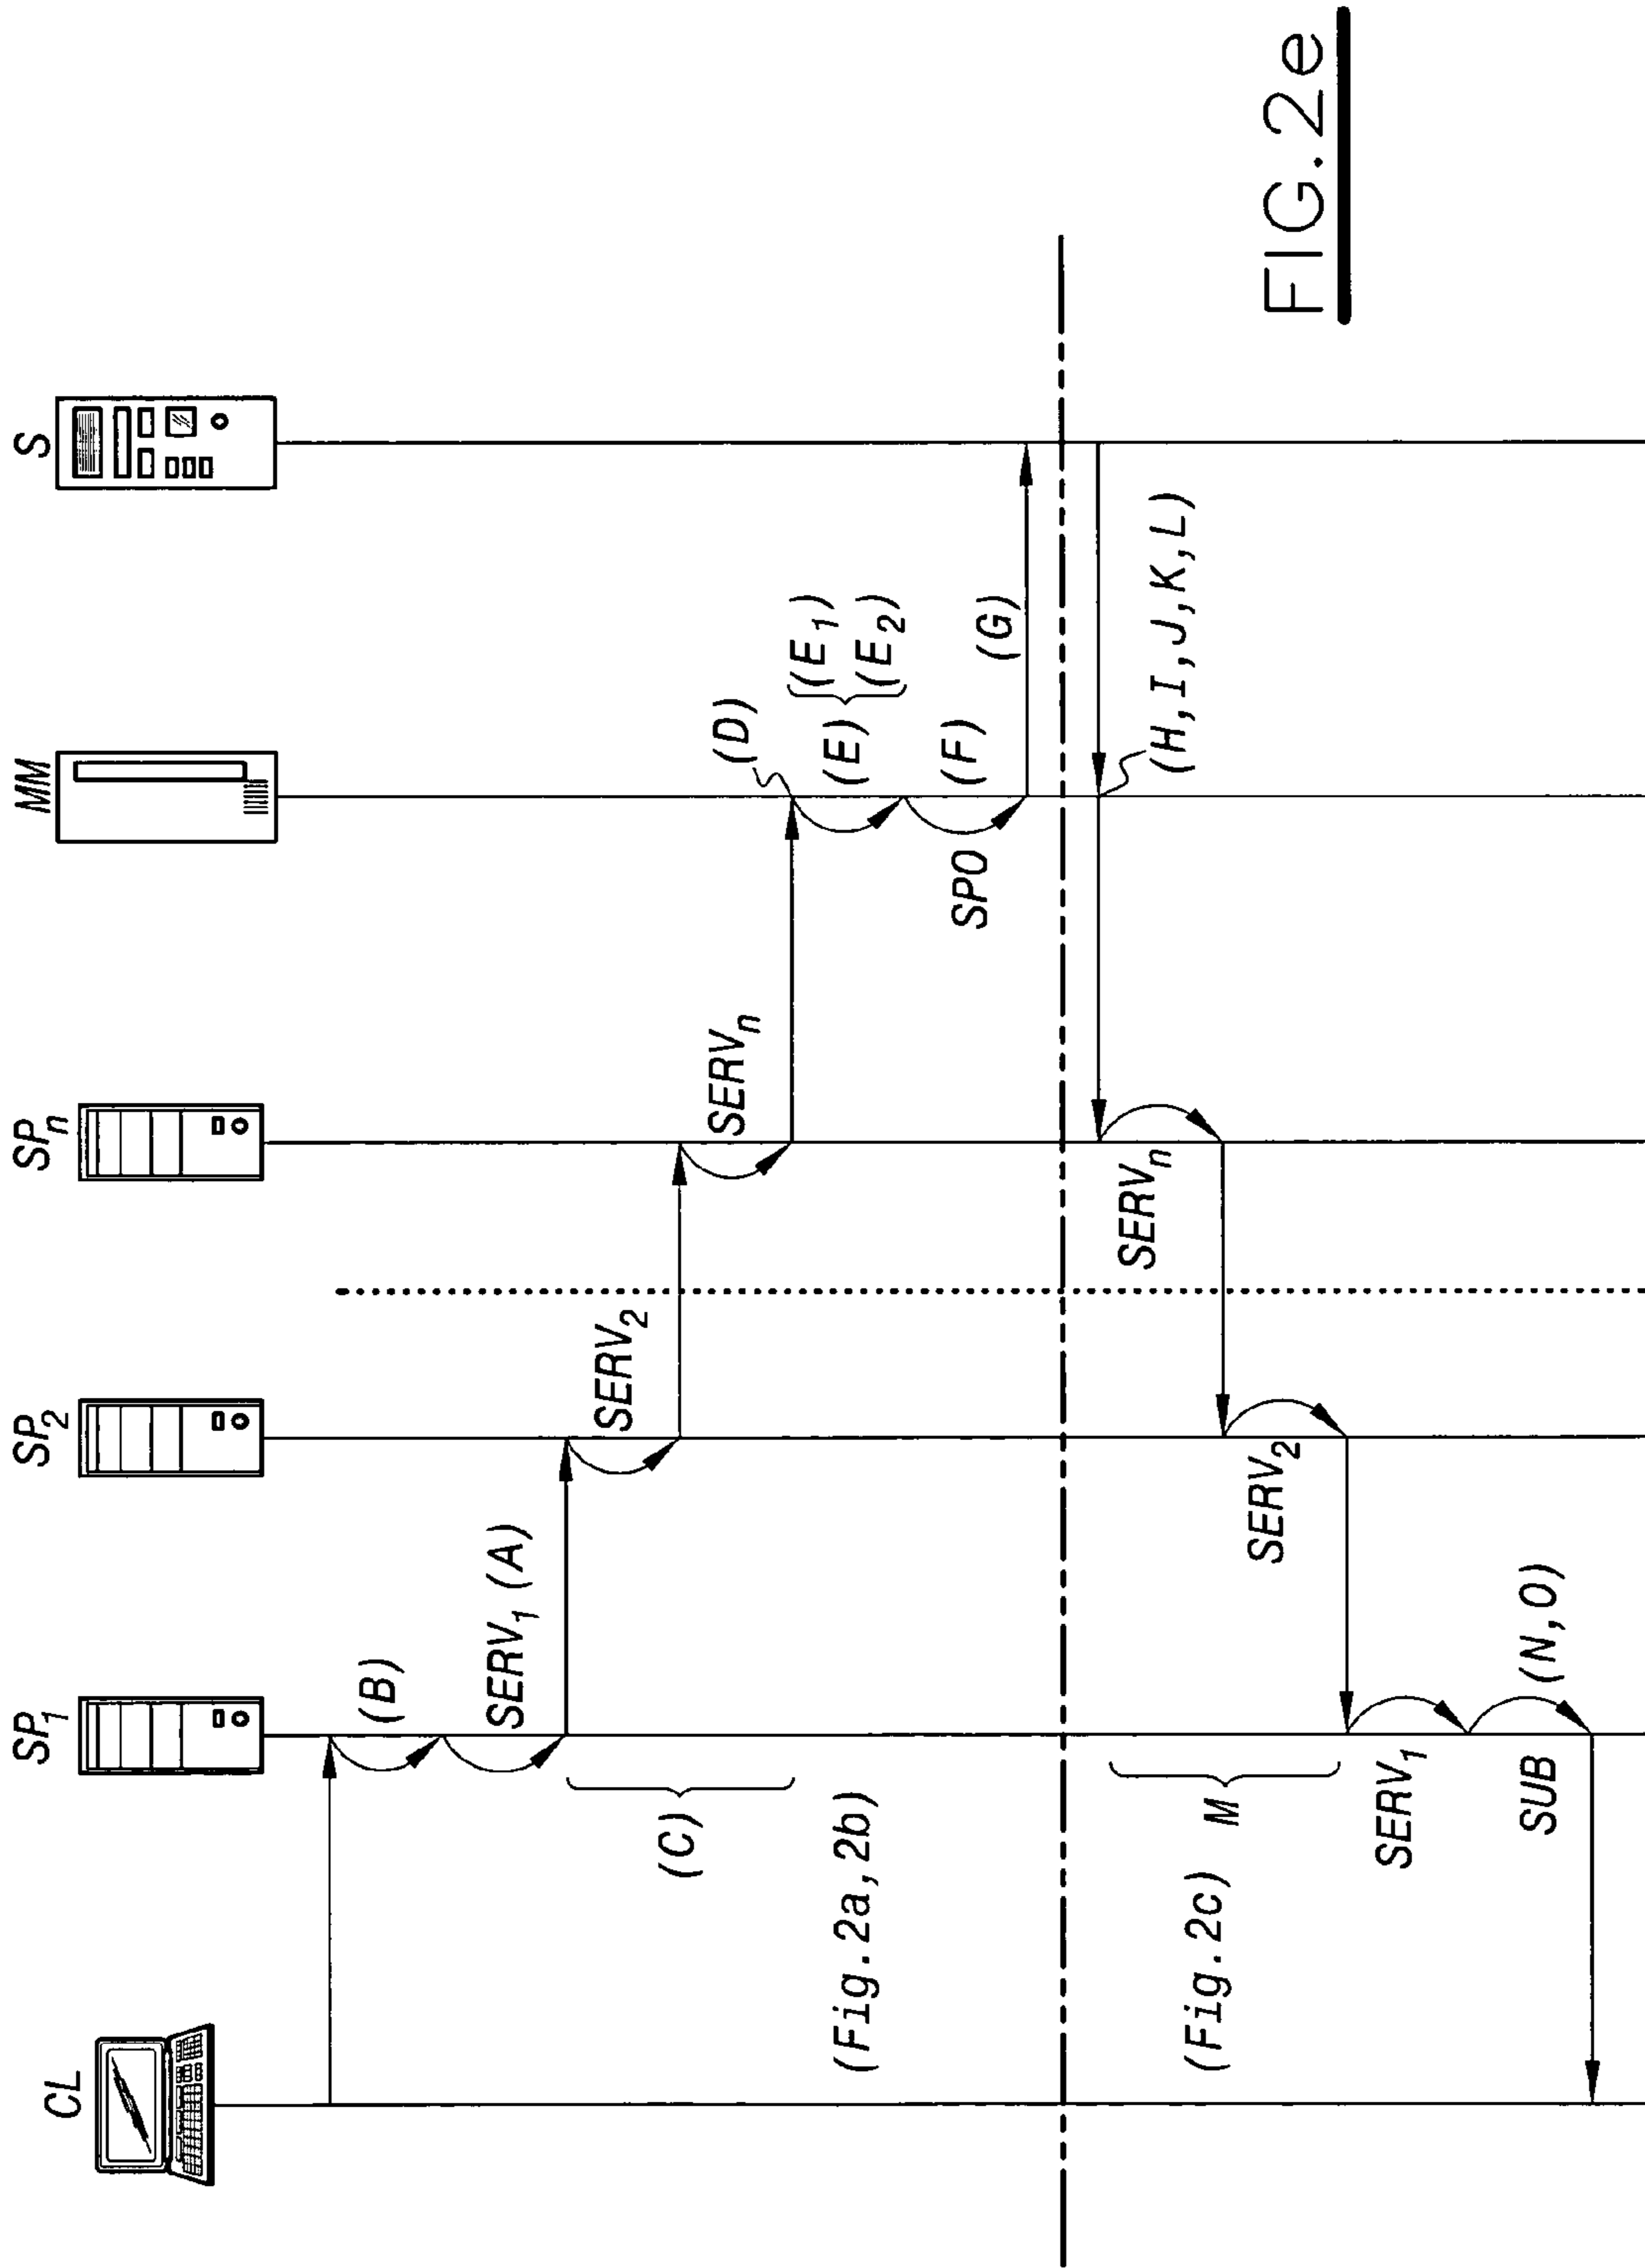 CL
SP1
SP2
SPn
MM
S
(B)
SERV1 (A)
SERV2
(C)
SERVn
(D)
(E)
(E1)
(E2)
(F)
SPO
(G)
(Fig.2a,2b)
(Fig.2c)
M
(H,I,J,K,L)
SERVn
SERV2
SERV1
SUB
(N,O)
FIG.2e